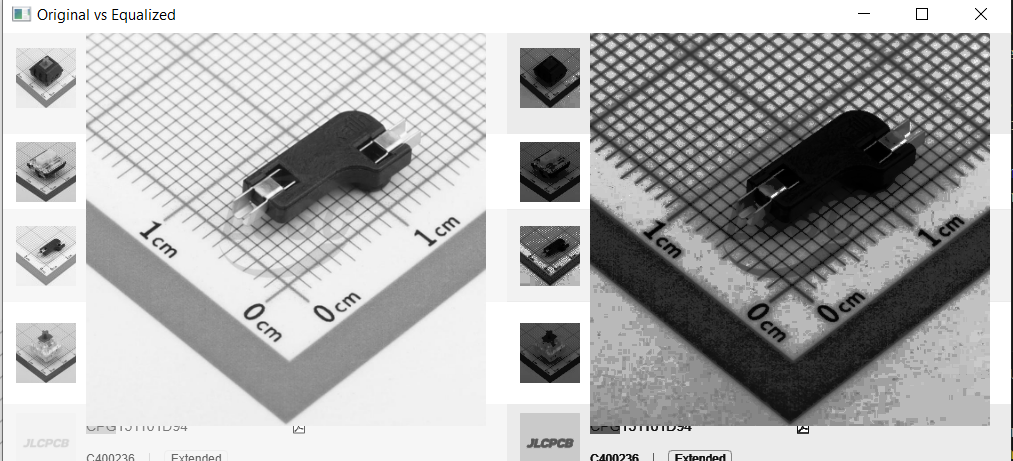 Original vs Equalized
1cm
1cm
0cm
0cm
1cm
1cm
0cm
0cm
JLCPCB
C400236 | Extended
JLCPCB
C400236 | Extended